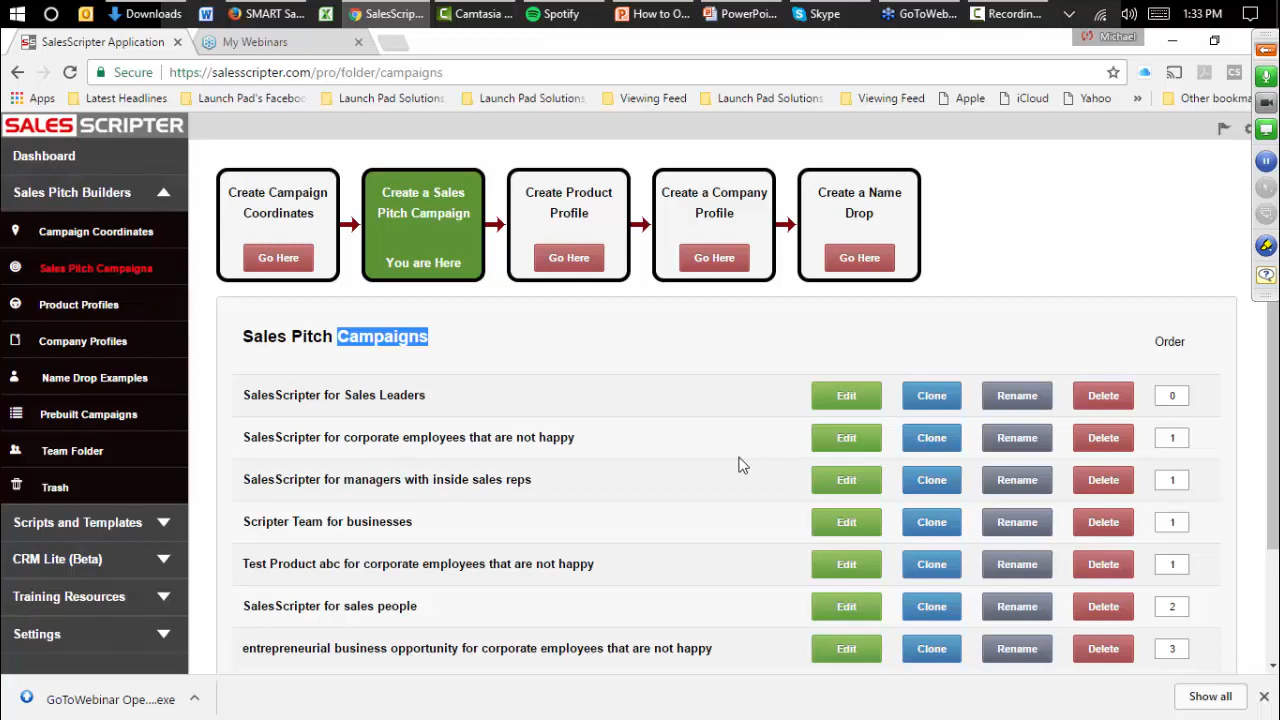 Downloads
SMART Sa...
SalesScrip...
Camtasia ...
Spotify
How to O...
PowerPoi...
Skype
GoToWeb...
Recordin...
1:33 PM
SalesScripter Application
My Webinars
Michael
Secure
https://salesscripter.com/pro/folder/campaigns
Apps
Latest Headlines
Launch Pad's Facebo
Launch Pad Solutions
Launch Pad Solutions
Viewing Feed
Launch Pad Solutions
Viewing Feed
Apple
iCloud
Yahoo
»
Other bookma
SALES SCRIPTER
Dashboard
Sales Pitch Builders
Campaign Coordinates
Sales Pitch Campaigns
Product Profiles
Company Profiles
Name Drop Examples
Prebuilt Campaigns
Team Folder
Trash
Scripts and Templates
CRM Lite (Beta)
Training Resources
Settings
Create Campaign
Coordinates
Go Here
Create a Sales
Pitch Campaign
You are Here
Create Product
Profile
Go Here
Create a Company
Profile
Go Here
Create a Name
Drop
Go Here
Sales Pitch Campaigns
Order
SalesScripter for Sales Leaders Edit Clone Rename Delete 0
SalesScripter for corporate employees that are not happy Edit Clone Rename Delete 1
SalesScripter for managers with inside sales reps Edit Clone Rename Delete 1
Scripter Team for businesses Edit Clone Rename Delete 1
Test Product abc for corporate employees that are not happy Edit Clone Rename Delete 1
SalesScripter for sales people Edit Clone Rename Delete 2
entrepreneurial business opportunity for corporate employees that are not happy Edit Clone Rename Delete 3
GoToWebinar Ope....exe
Show all